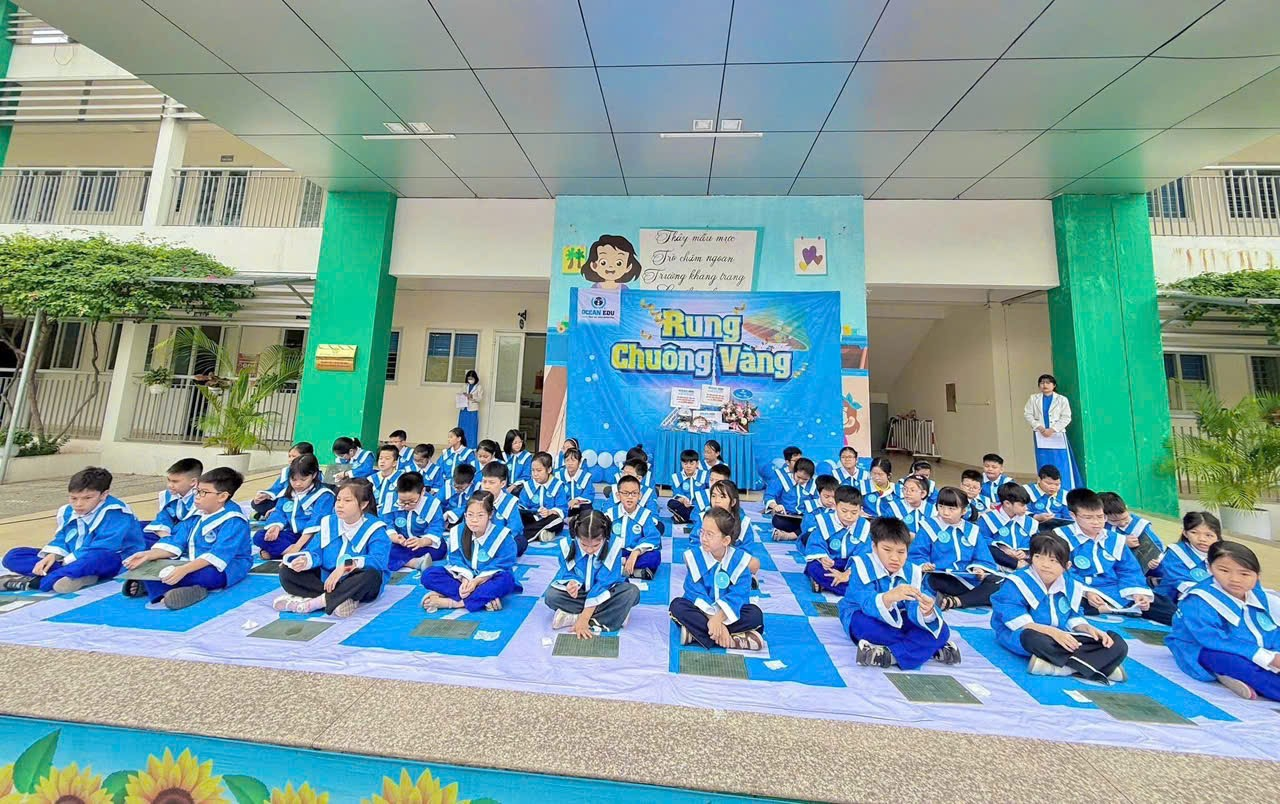 Thầy mẫu mực
Trò chăm ngoan
Trường khang trang
OCEAN EDU
Rung
Chuông Vàng